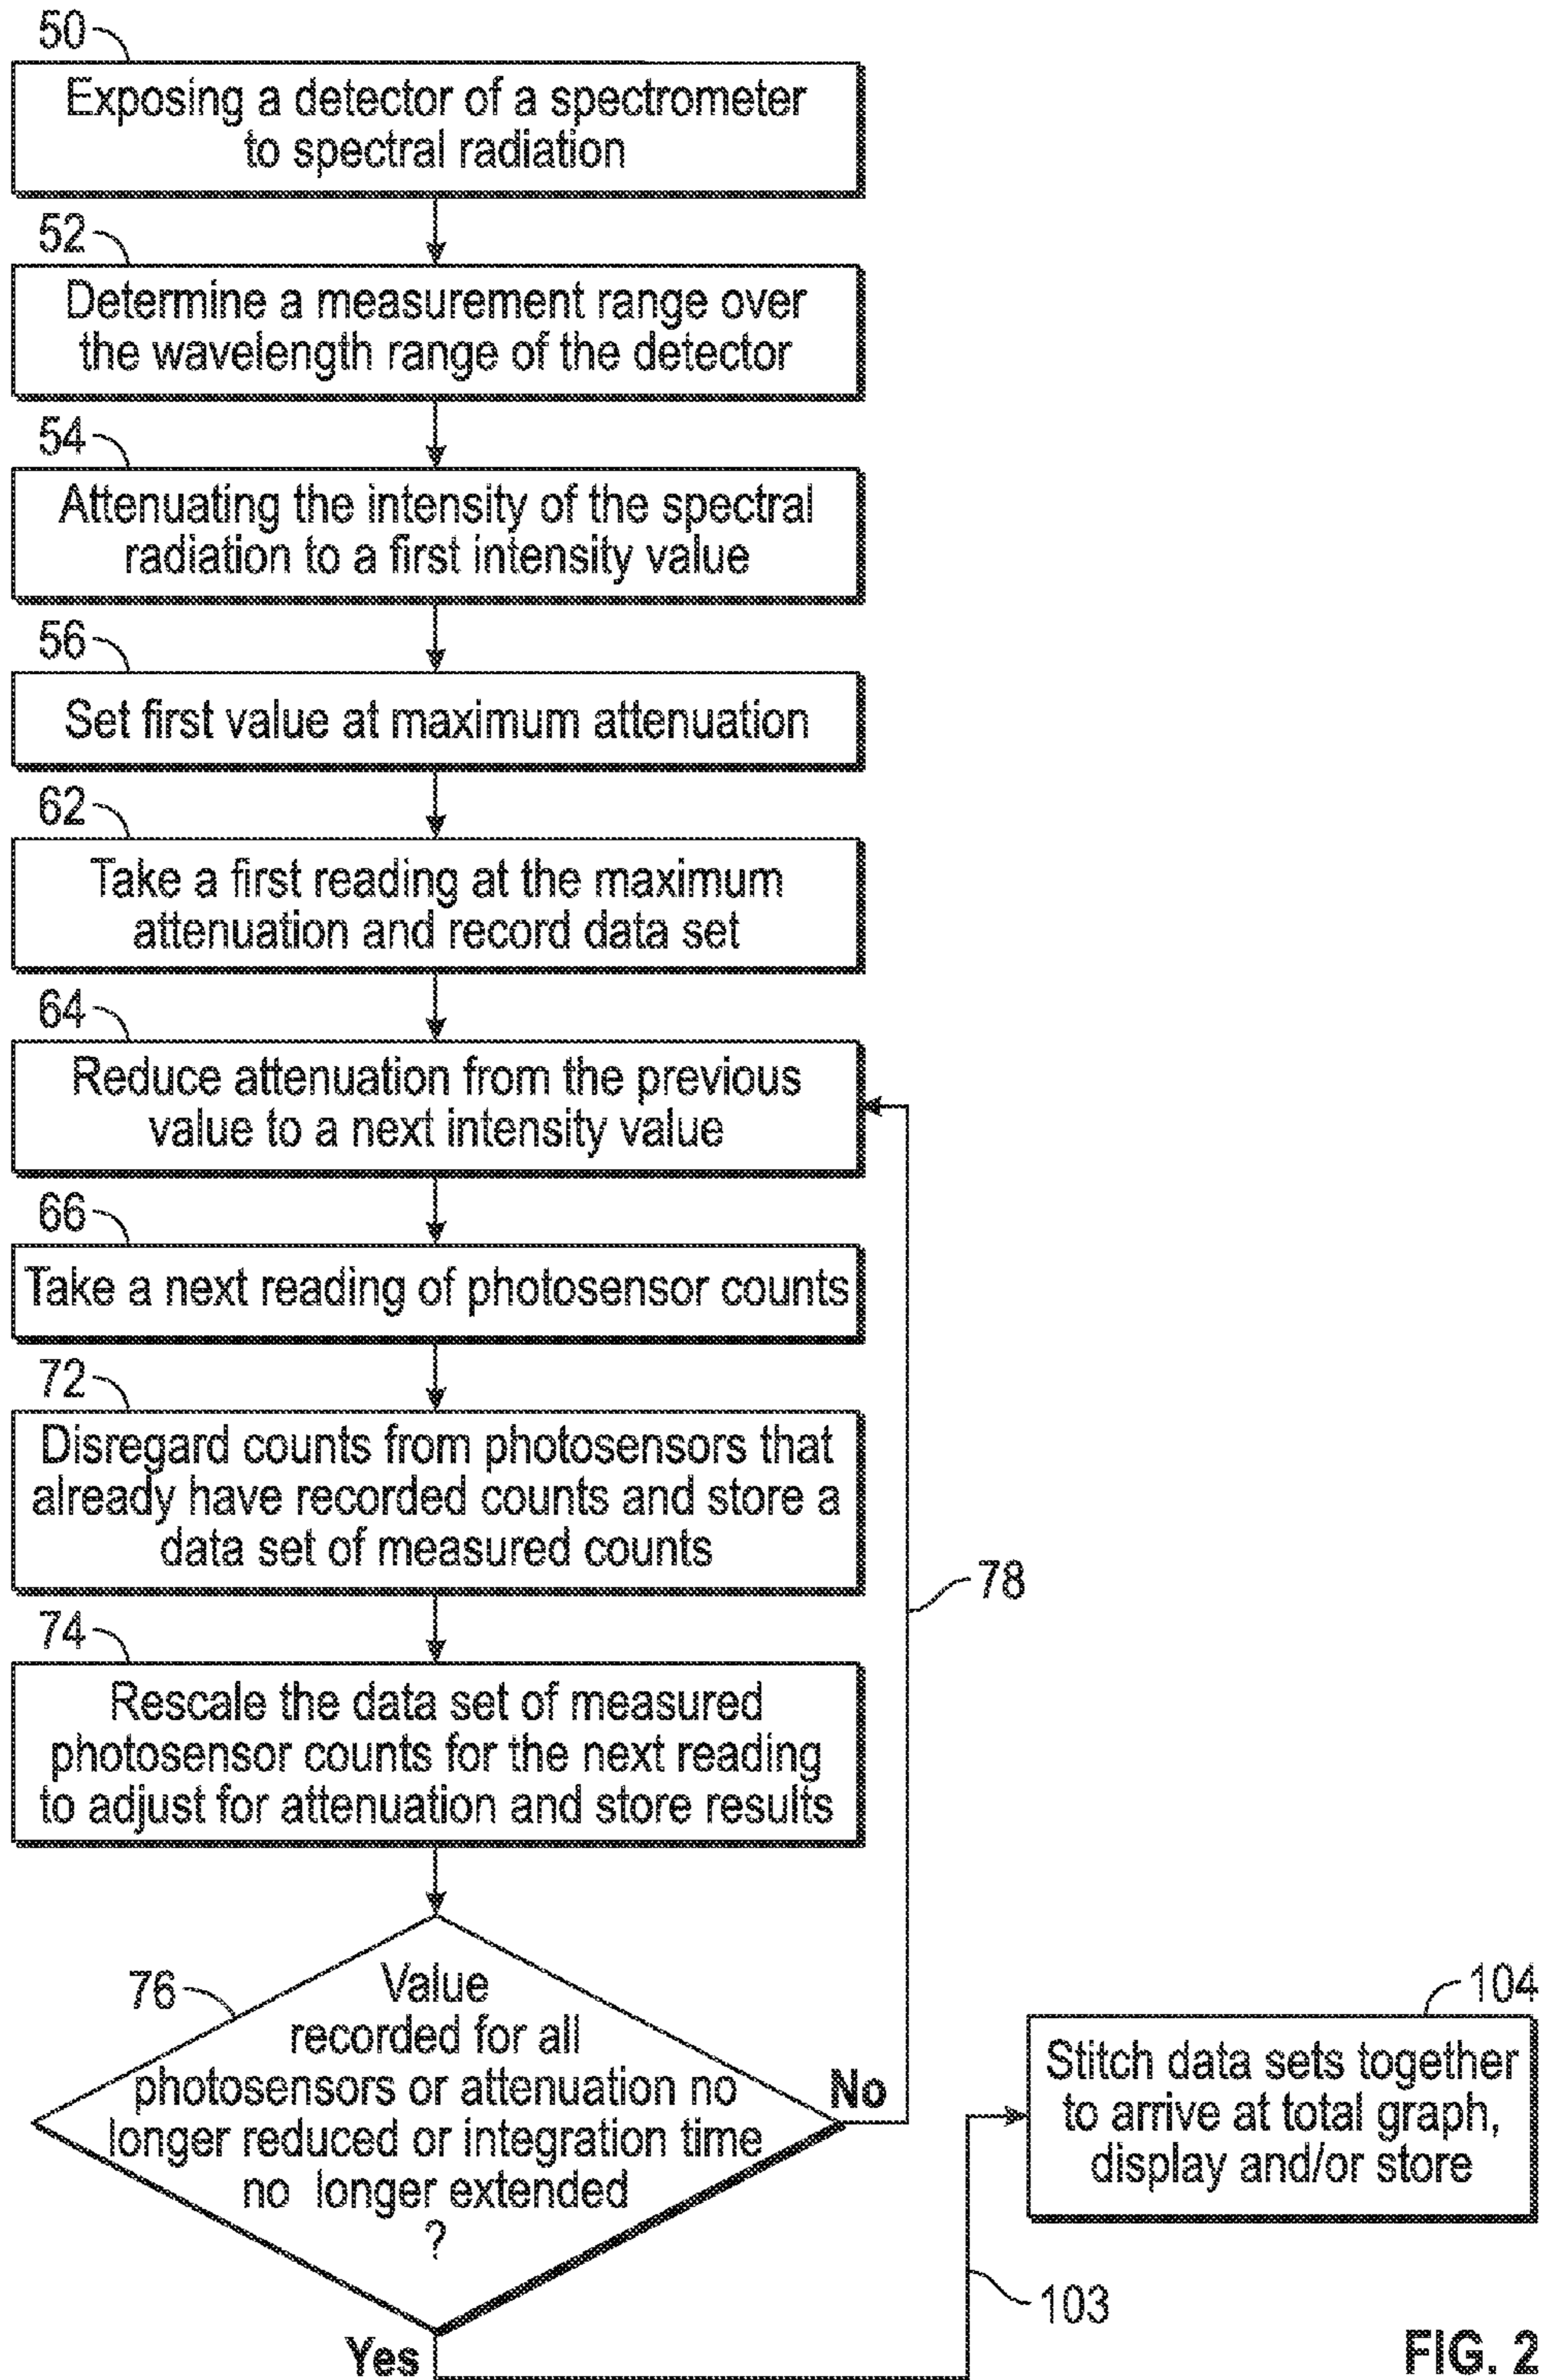 50
Exposing a detector of a spectrometer
to spectral radiation
52
Determine a measurement range over
the wavelength range of the detector
54
Attenuating the intensity of the spectral
radiation to a first intensity value
56
Set first value at maximum attenuation
62
Take a first reading at the maximum
attenuation and record data set
64
Reduce attenuation from the previous
value to a next intensity value
66
Take a next reading of photosensor counts
72
Disregard counts from photosensors that
already have recorded counts and store a
data set of measured counts
78
74
Rescale the data set of measured
photosensor counts for the next reading
to adjust for attenuation and store results
76
Value
recorded for all
photosensors or attenuation no
longer reduced or integration time
no longer extended
?
No
Yes
103
104
Stitch data sets together
to arrive at total graph,
display and/or store
FIG. 2